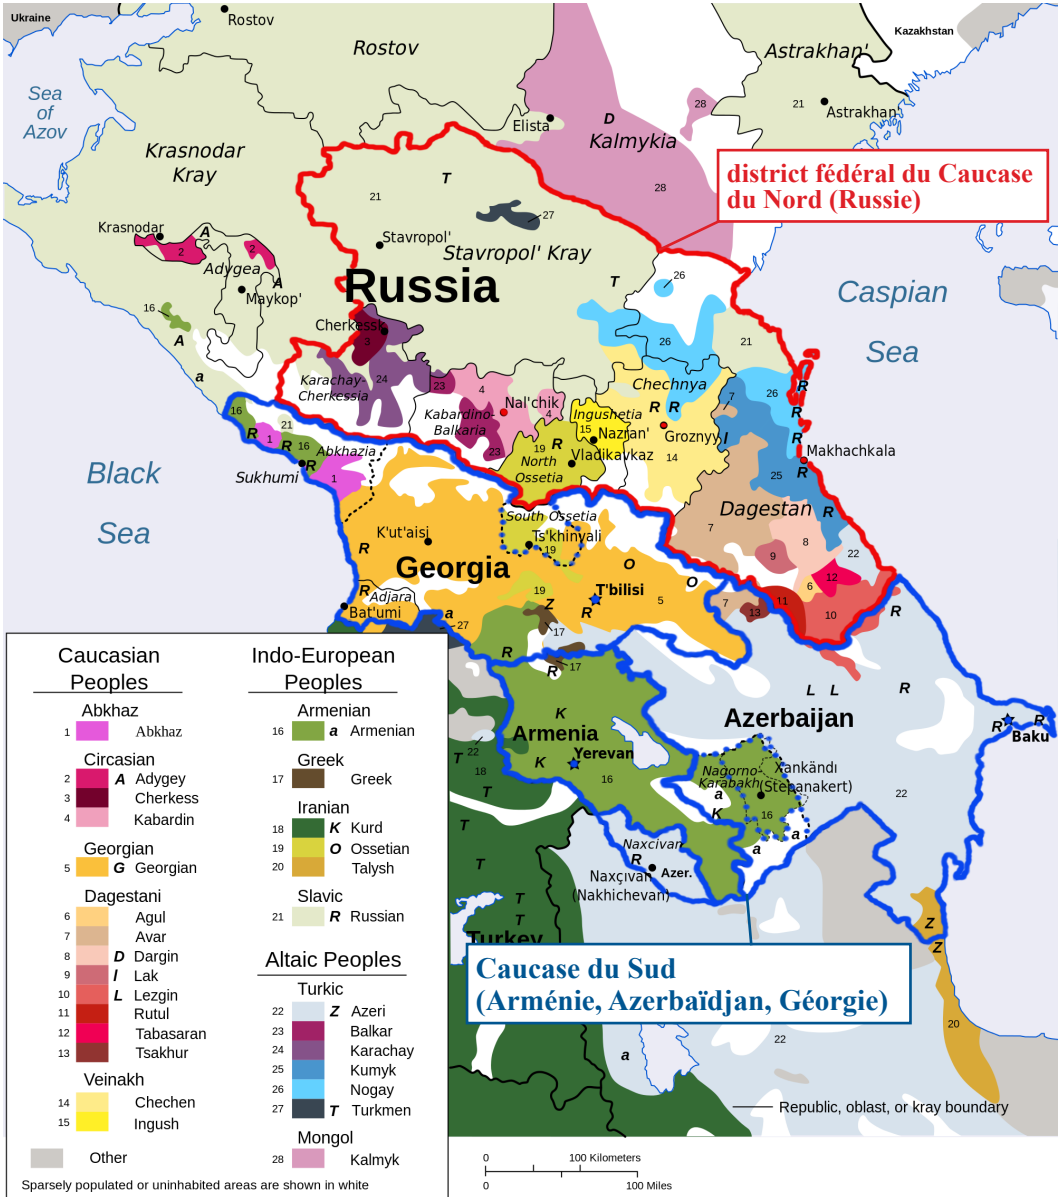 Ukraine
Rostov
Rostov
Kazakhstan
Astrakhan'
Sea
of
Azov
21
Astrakhan'
28
D
Elista
Kalmykia
Krasnodar
Kray
28
district fédéral du Caucase
du Nord (Russie)
T
21
27
Krasnodar
A
2
2
Stavropol'
Stavropol' Kray
Adygea
A
Maykop'
Russia
T
26
Caspian
Sea
16
A
Cherkessk
3
26
21
a
Karachay-
Cherkessia
24
23
4
Chechnya
7
26
R
Nal'chik
4
Kabardino-
Balkaria
Ingushetia
15
R R
R
16
21
R
1
R
16
R
Abkhazia
1
Nazran'
Groznyy
I
R
19
R
North
Ossetia
Vladikavkaz
23
14
Makhachkala
R
25
Sukhumi
Black
Sea
Dagestan
R
7
South Ossetia
K'ut'aisi
Ts'khinvali
19
R
8
9
22
Georgia
O
O
12
6
R
Adjara
Bat'umi
19
Z
T'bilisi
R
5
7
13
11
10
R
a
27
17
R
R
17
L L
R
K
Armenia
Azerbaijan
R
R
Baku
T
22
18
K
Yerevan
16
T
Nagorno-
Karabakh
Xankändı
(Stepanakert)
a
K
16
a
a
22
T
Naxcivan
R
Naxçıvan
Azer.
(Nakhichevan)
T
T
T
Turkey
Z
Z
Caucase du Sud
(Arménie, Azerbaïdjan, Géorgie)
20
22
a
Republic, oblast, or kray boundary
0 100 Kilometers
0 100 Miles
Caucasian
Peoples
Abkhaz
1 Abkhaz
Circasian
2 A Adygey
3 Cherkess
4 Kabardin
Georgian
5 G Georgian
Dagestani
6 Agul
7 Avar
8 D Dargin
9 I Lak
10 L Lezgin
11 Rutul
12 Tabasaran
13 Tsakhur
Veinakh
14 Chechen
15 Ingush
Other
Indo-European
Peoples
Armenian
16 a Armenian
Greek
17 Greek
Iranian
18 K Kurd
19 O Ossetian
20 Talysh
Slavic
21 R Russian
Altaic Peoples
Turkic
22 Z Azeri
23 Balkar
24 Karachay
25 Kumyk
26 Nogay
27 T Turkmen
Mongol
28 Kalmyk
Sparsely populated or uninhabited areas are shown in white